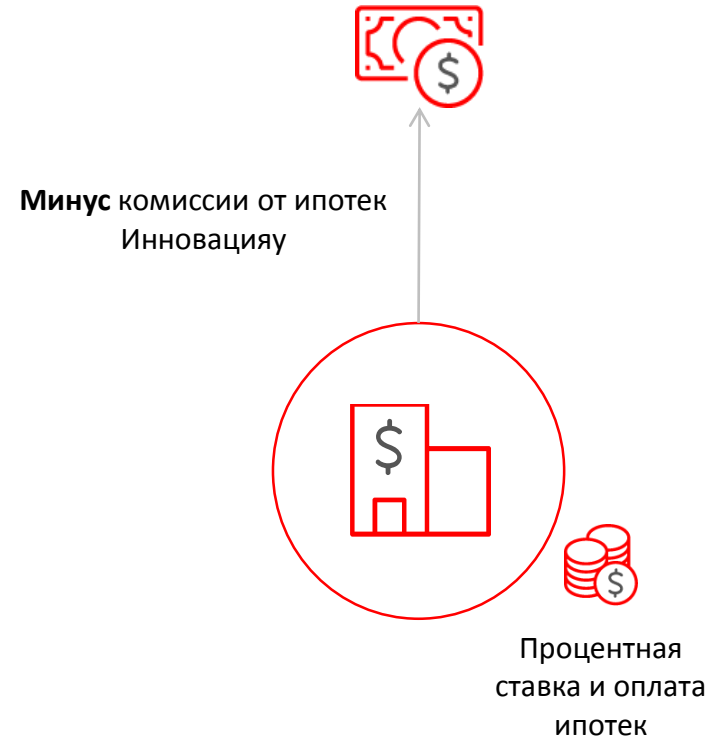 $
Минус комиссии от ипотек
Инновацияу
$
$
Процентная
ставка и оплата
ипотек